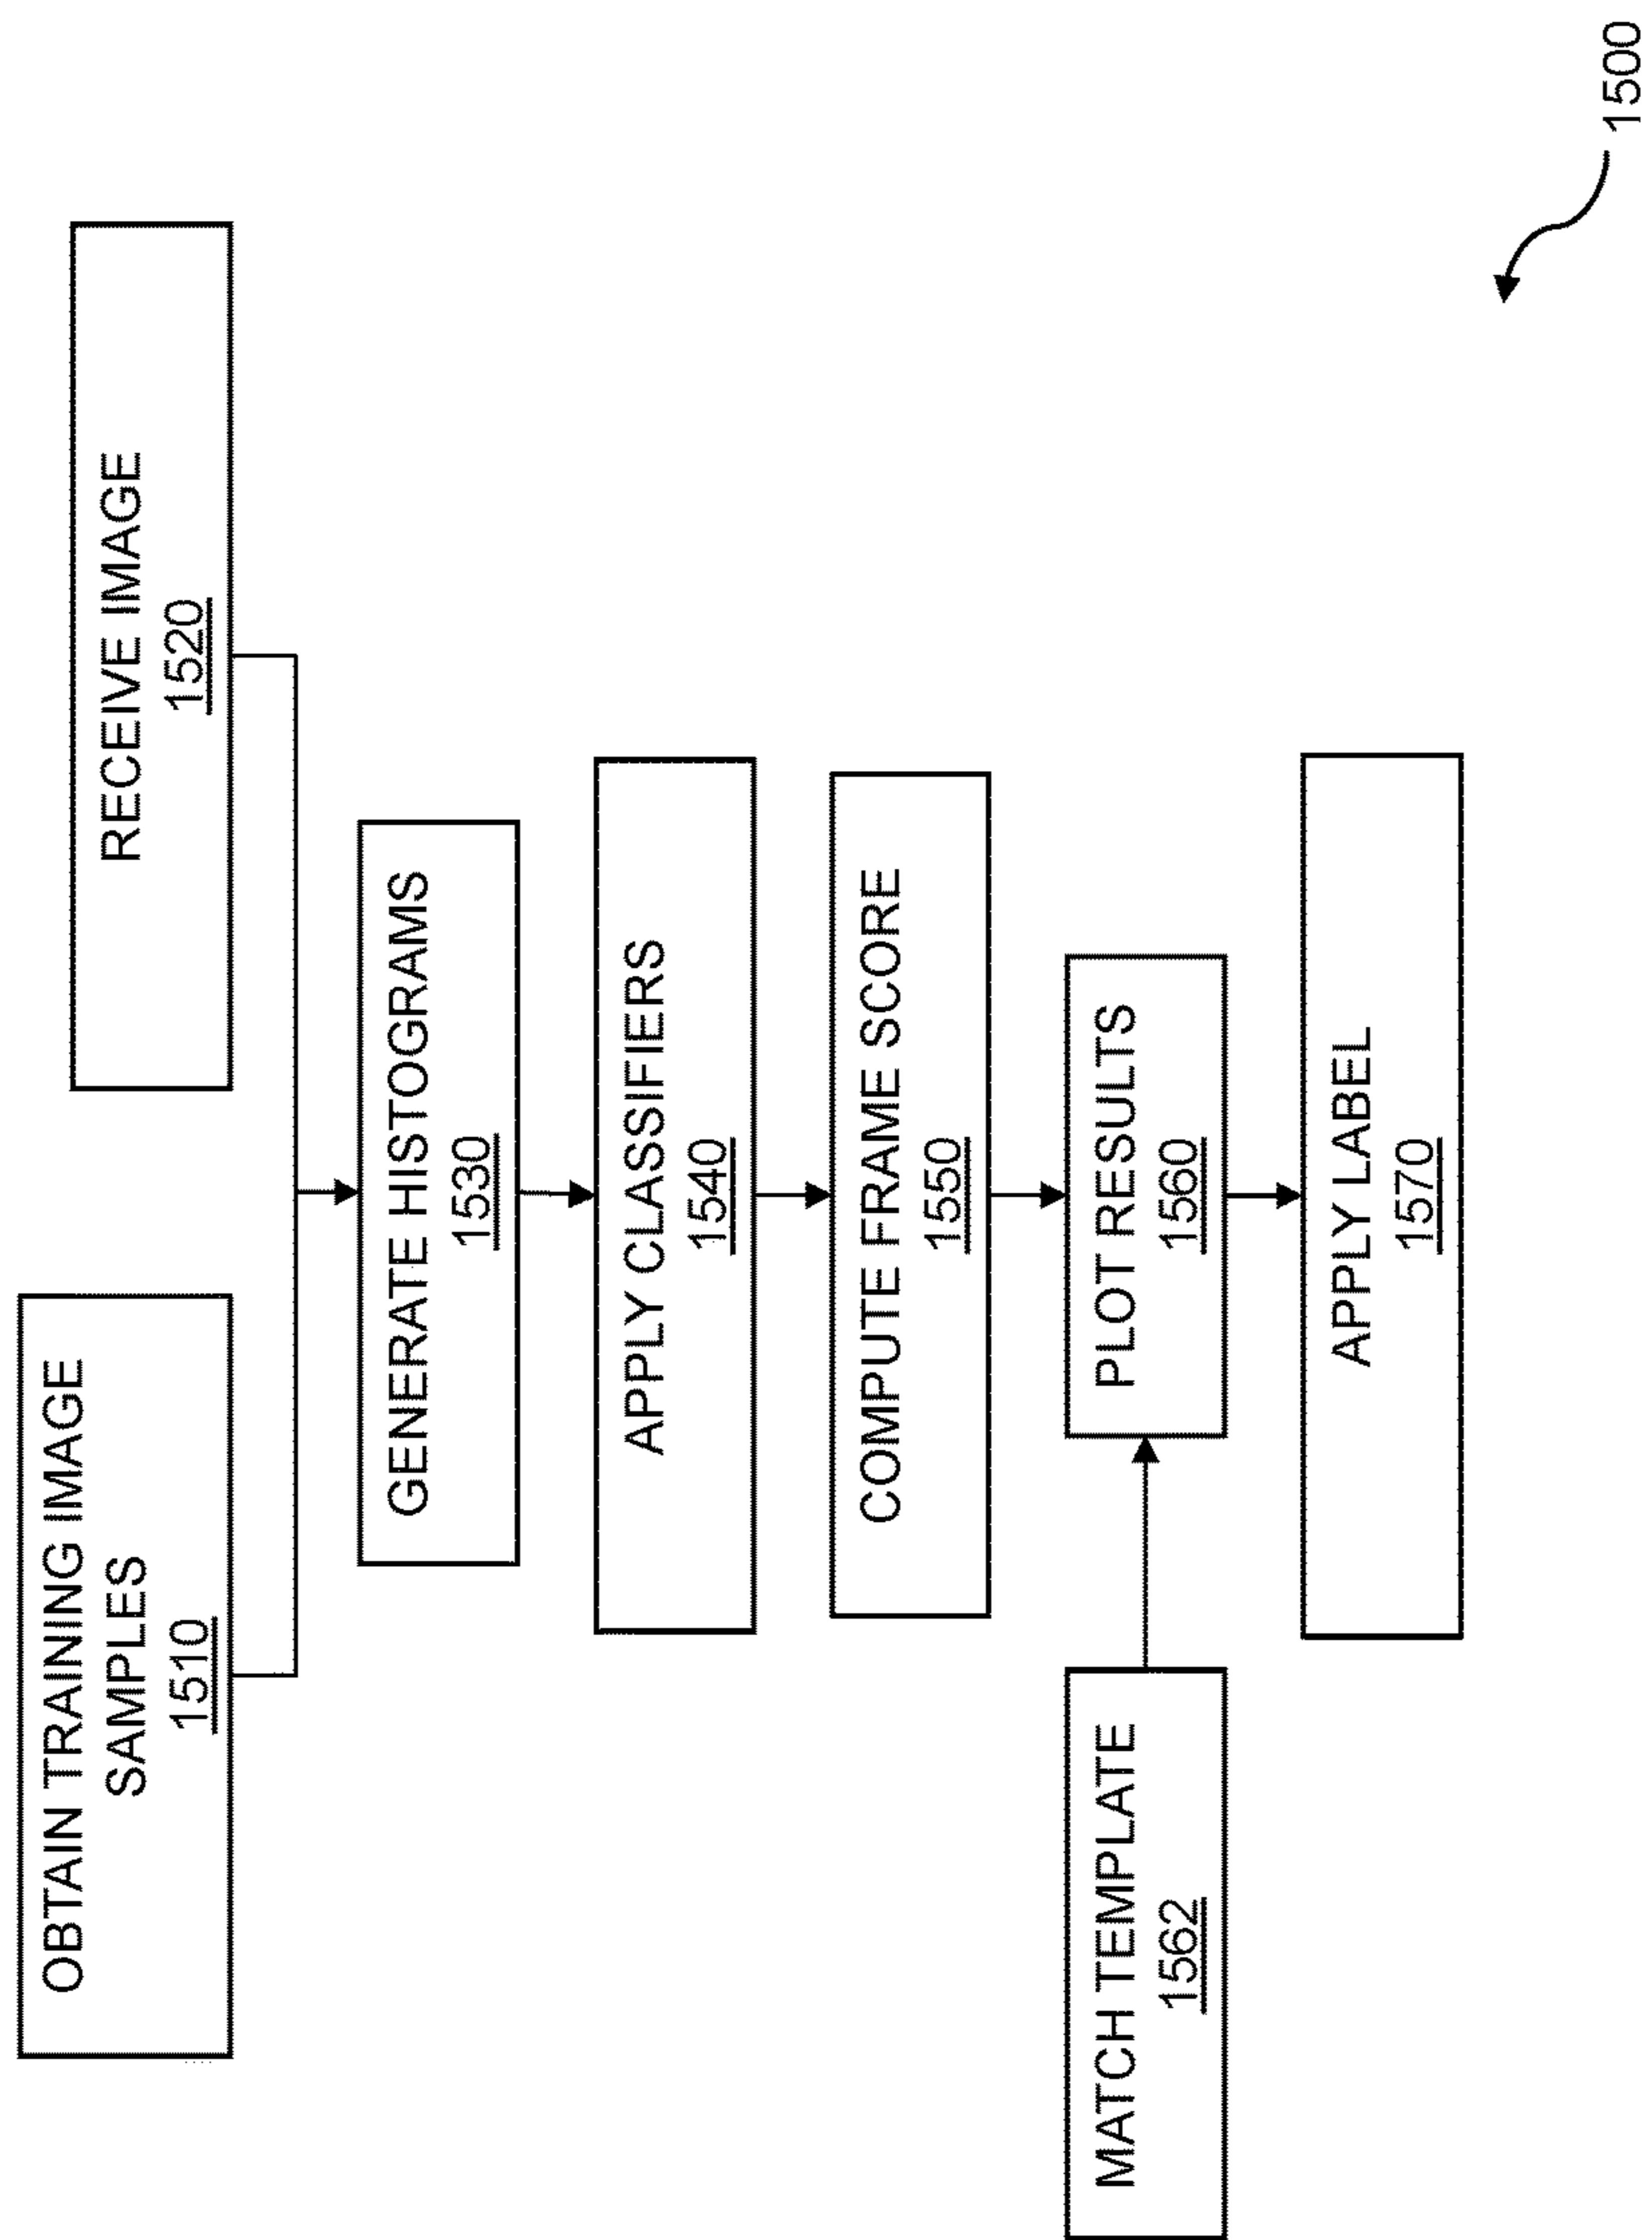 OBTAIN TRAINING IMAGE
SAMPLES
1510
RECEIVE IMAGE
1520
GENERATE HISTOGRAMS
1530
APPLY CLASSIFIERS
1540
COMPUTE FRAME SCORE
1550
MATCH TEMPLATE
1562
PLOT RESULTS
1560
APPLY LABEL
1570
1500